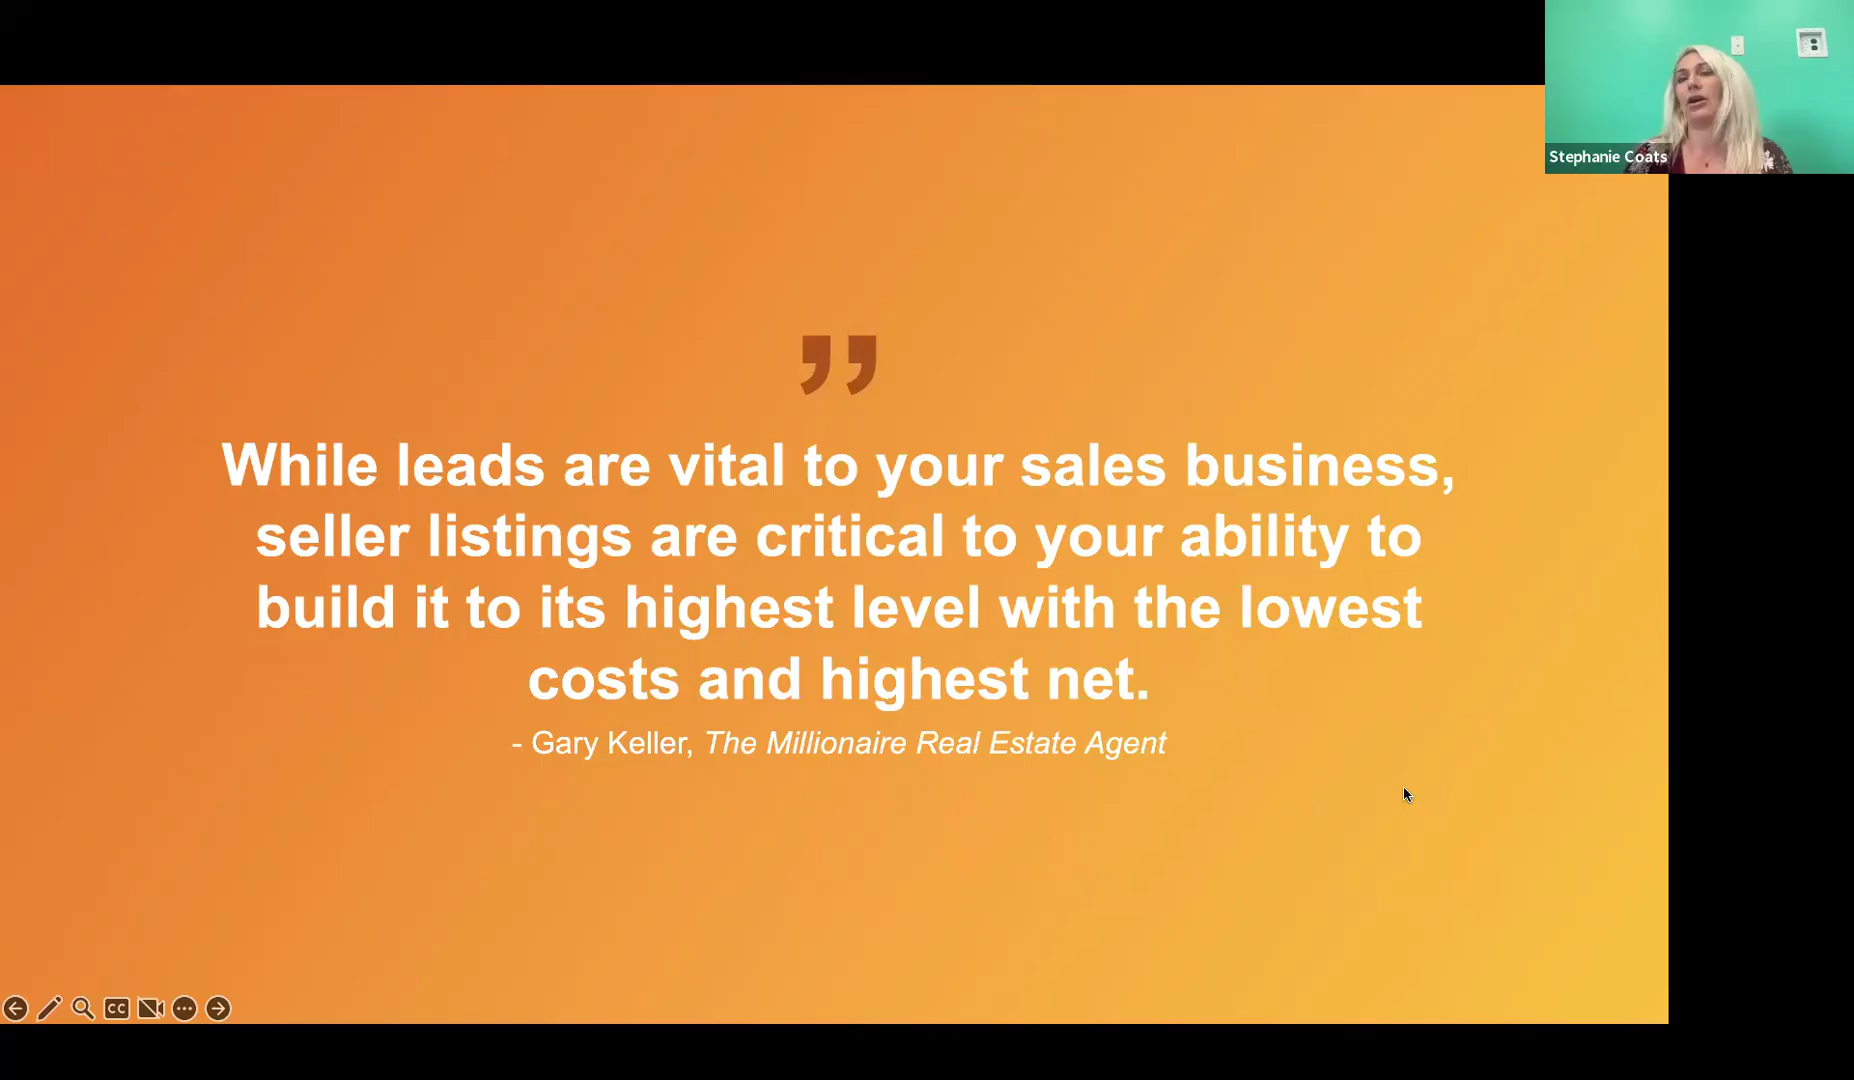 Stephanie Coats
”
While leads are vital to your sales business,
seller listings are critical to your ability to
build it to its highest level with the lowest
costs and highest net.
- Gary Keller, The Millionaire Real Estate Agent
CC